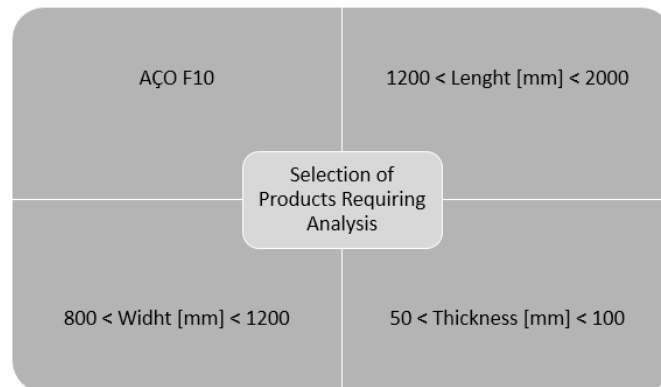 AÇO F10
1200 < Lenght [mm] < 2000
Selection of
Products Requiring
Analysis
800 < Widht [mm] < 1200
50 < Thickness [mm] < 100